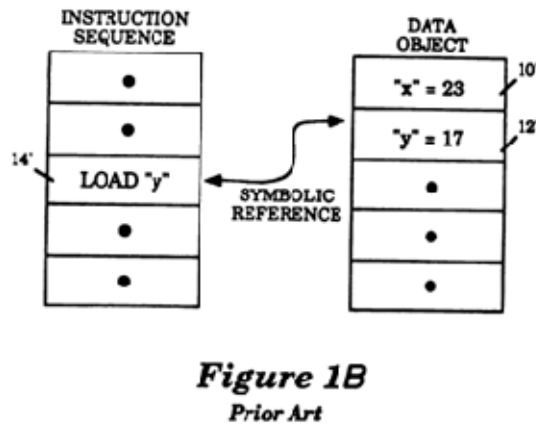 INSTRUCTION
SEQUENCE
DATA
OBJECT
10'
"x" = 23
12'
"y" = 17
14'
LOAD "y"
SYMBOLIC
REFERENCE
Figure 1B
Prior Art